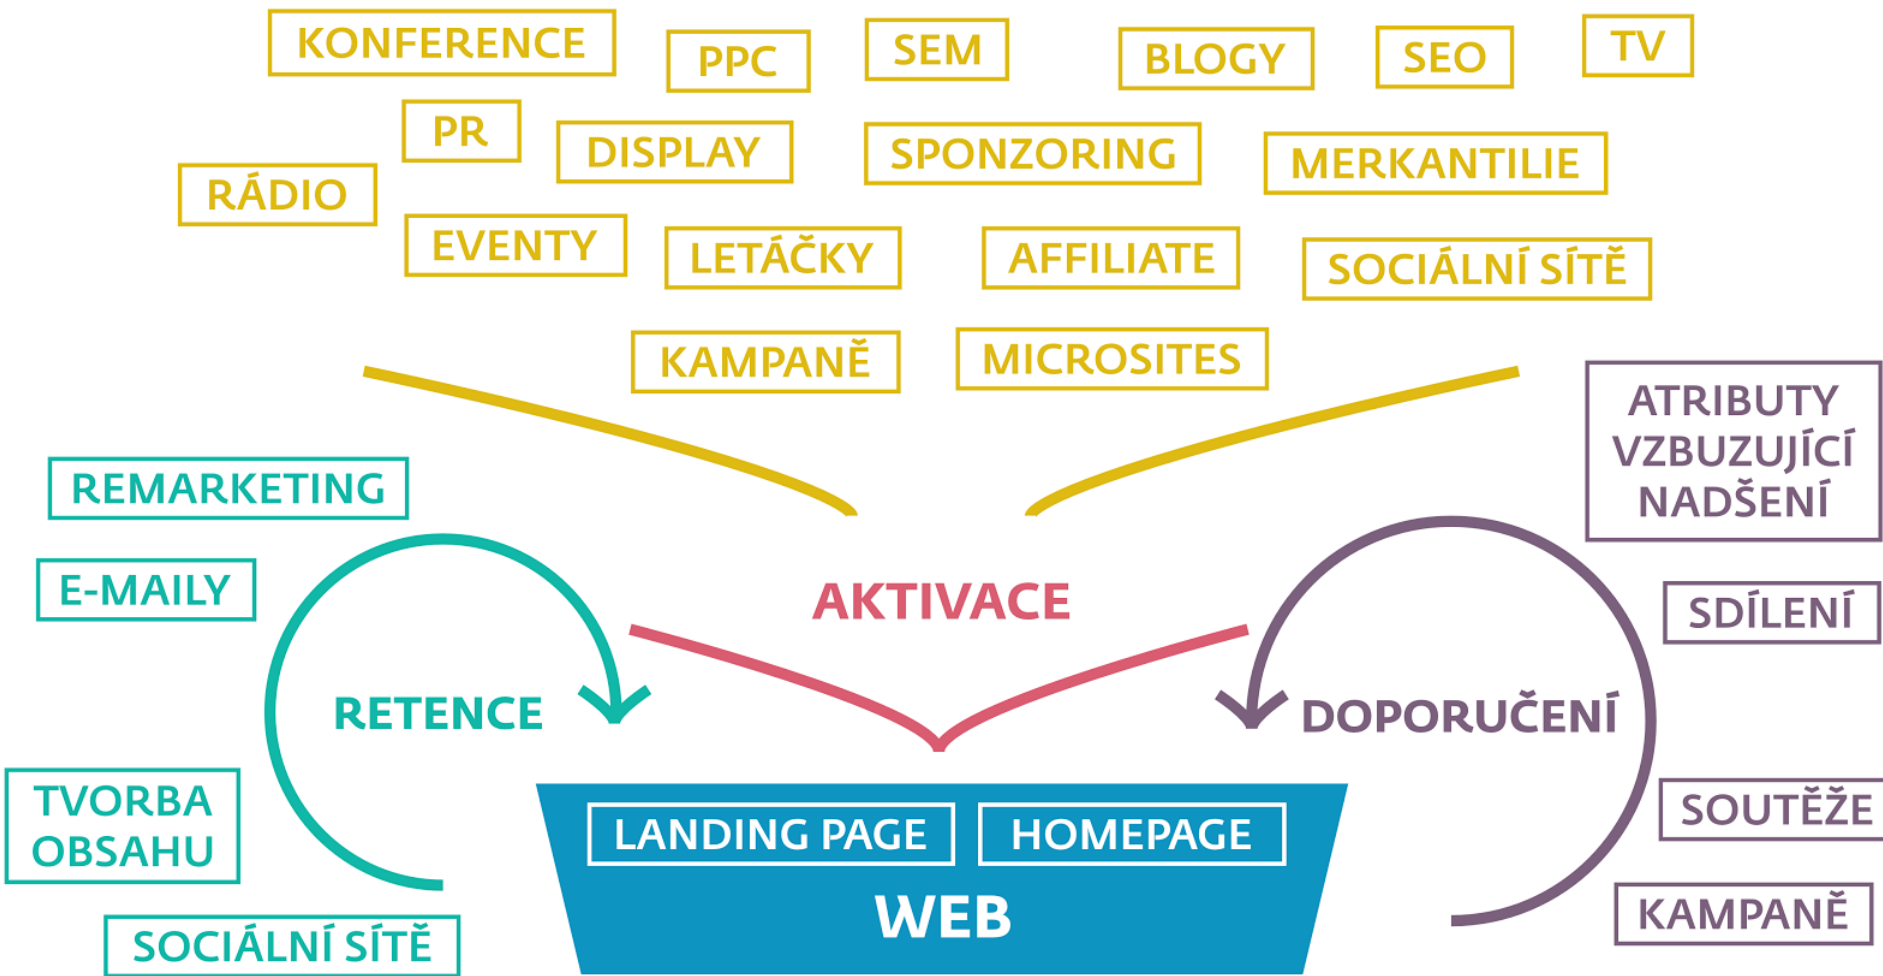 KONFERENCE
PPC
SEM
BLOGY
SEO
TV
PR
DISPLAY
SPONZORING
MERKANTILIE
RÁDIO
EVENTY
LETÁČKY
AFFILIATE
SOCIÁLNÍ SÍTĚ
KAMPANĚ
MICROSITES
ATRIBUTY
VZBUZUJÍCÍ
NADŠENÍ
REMARKETING
E-MAILY
AKTIVACE
SDÍLENÍ
RETENCE
DOPORUČENÍ
TVORBA
OBSAHU
LANDING PAGE
HOMEPAGE
SOUTĚŽE
WEB
KAMPANĚ
SOCIÁLNÍ SÍTĚ